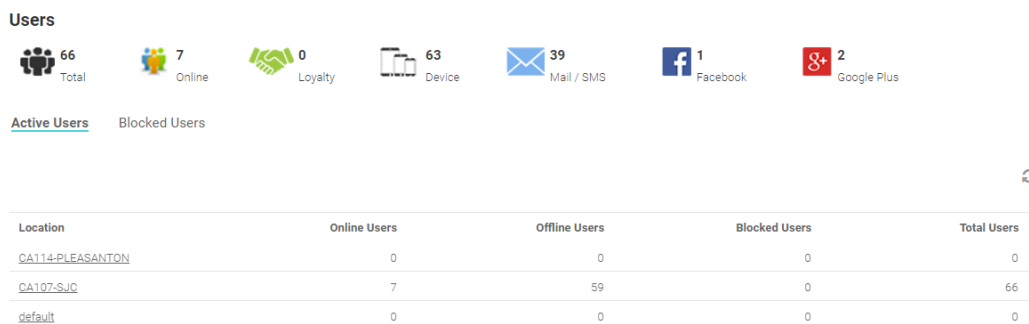 Users
66 7 0 63 39 1 2
Total Online Loyalty Device Mail / SMS Facebook Google Plus
Active Users Blocked Users
Location Online Users Offline Users Blocked Users Total Users
CA114-PLEASANTON 0 0 0 0
CA107-SJC 7 59 0 66
default 0 0 0 0